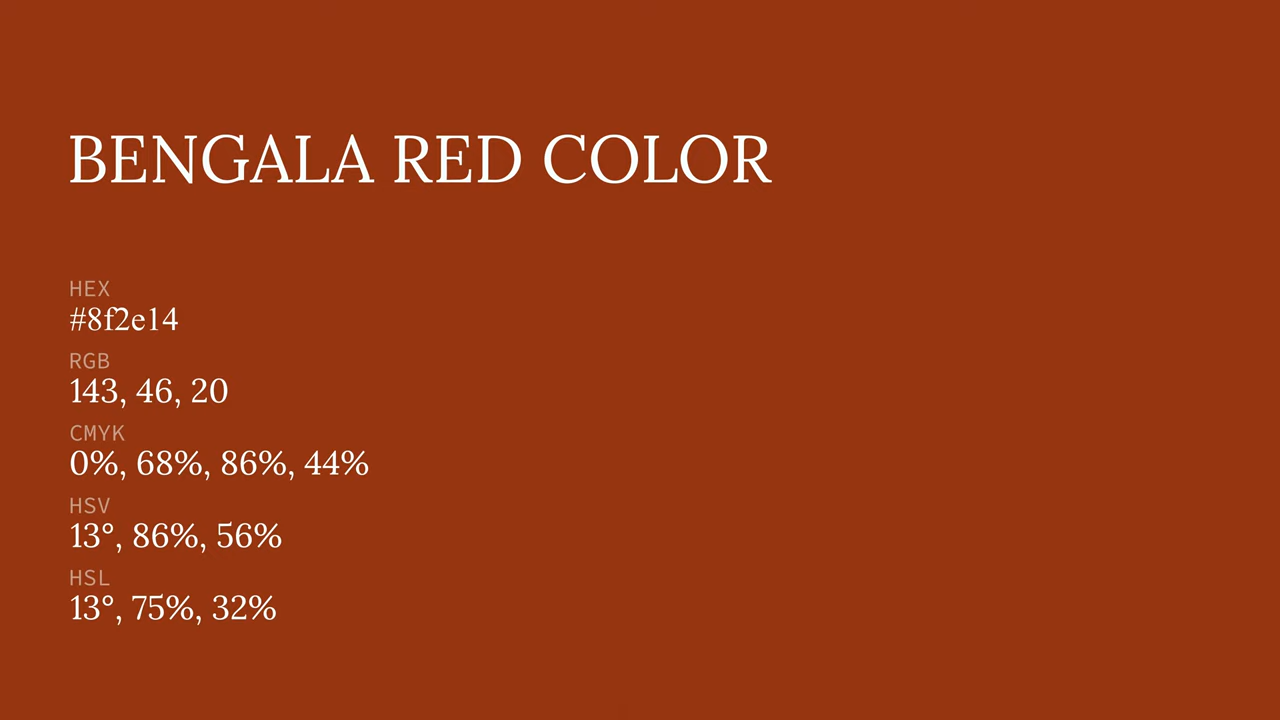 BENGALA RED COLOR
HEX
#8f2e14
RGB
143, 46, 20
CMYK
0%, 68%, 86%, 44%
HSV
13°, 86%, 56%
HSL
13°, 75%, 32%